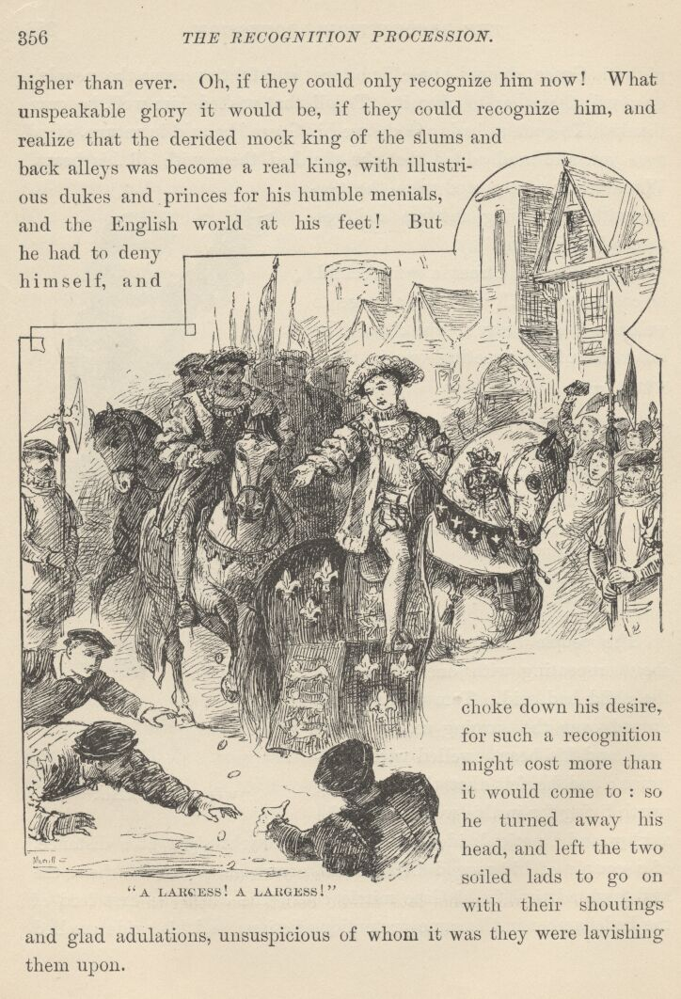 356
THE RECOGNITION PROCESSION.
higher than ever. Oh, if they could only recognize him now! What
unspeakable glory it would be, if they could recognize him, and
realize that the derided mock king of the slums and
back alleys was become a real king, with illustri-
ous dukes and princes for his humble menials,
and the English world at his feet! But
he had to deny
himself, and
choke down his desire,
for such a recognition
might cost more than
it would come to : so
he turned away his
head, and left the two
soiled lads to go on
with their shoutings
and glad adulations, unsuspicious of whom it was they were lavishing
them upon.
Merrill
"A LARGESS! A LARGESS!"